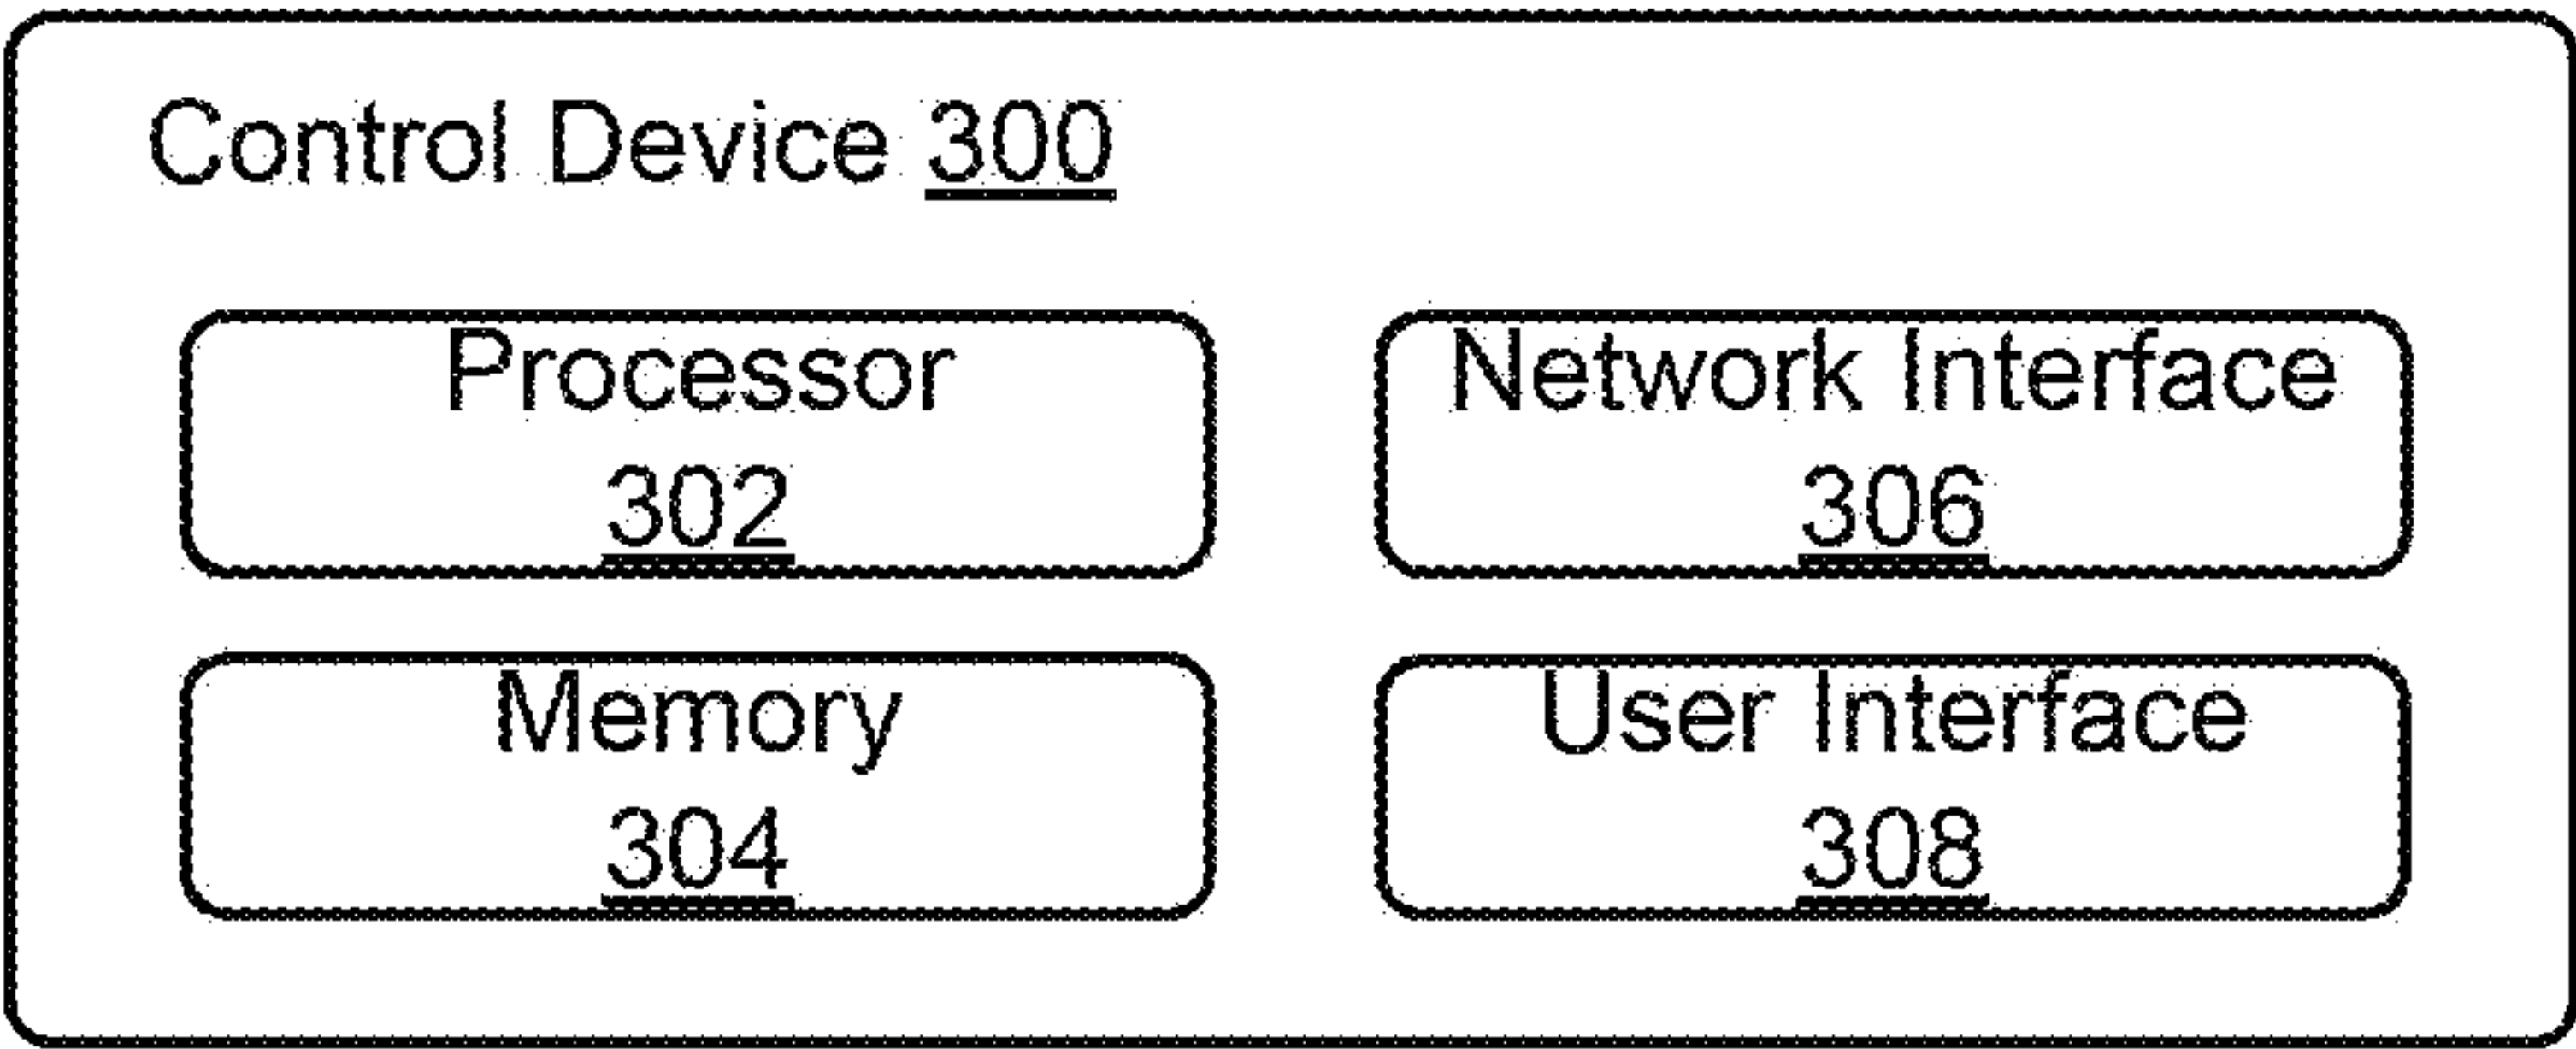 Control Device 300
Processor
302
Network Interface
306
Memory
304
User Interface
308